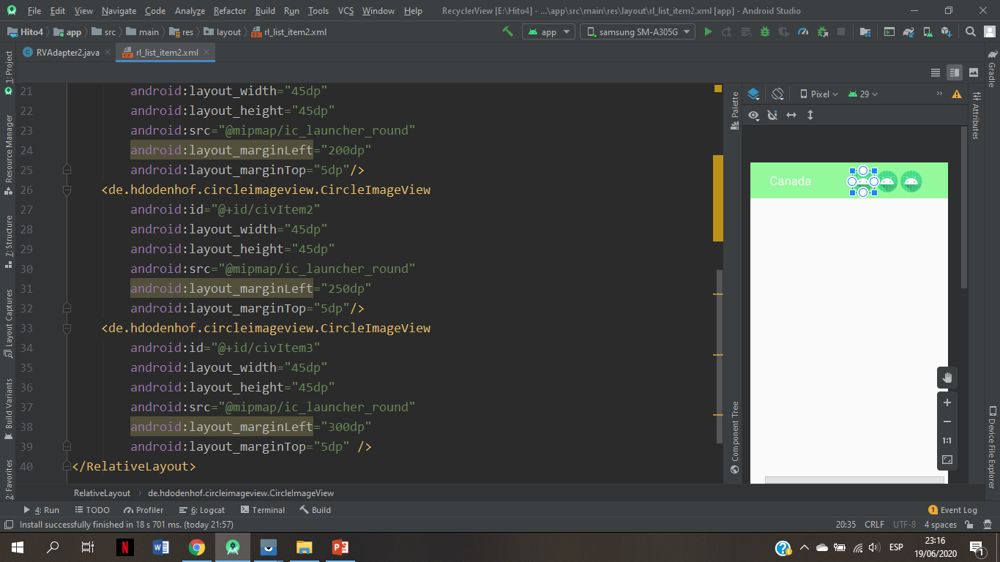 File Edit View Navigate Code Analyze Refactor Build Run Tools VCS Window Help RecyclerView [E:\Hito4] - ...\app\src\main\res\layout\rl_list_item2.xml [app] - Android Studio
Hito4 app src main res layout rl_list_item2.xml app samsung SM-A305G
RVAdapter2.java rl_list_item2.xml
1: Project
Resource Manager
7: Structure
Layout Captures
Build Variants
2: Favorites
21 android:layout_width="45dp"
22 android:layout_height="45dp"
23 android:src="@mipmap/ic_launcher_round"
24 android:layout_marginLeft="200dp"
25 android:layout_marginTop="5dp"/>
26 <de.hdodenhof.circleimageview.CircleImageView
27 android:id="@+id/civItem2"
28 android:layout_width="45dp"
29 android:layout_height="45dp"
30 android:src="@mipmap/ic_launcher_round"
31 android:layout_marginLeft="250dp"
32 android:layout_marginTop="5dp"/>
33 <de.hdodenhof.circleimageview.CircleImageView
34 android:id="@+id/civItem3"
35 android:layout_width="45dp"
36 android:layout_height="45dp"
37 android:src="@mipmap/ic_launcher_round"
38 android:layout_marginLeft="300dp"
39 android:layout_marginTop="5dp" />
40 </RelativeLayout>
Palette
Component Tree
Pixel 29 »
Canada
1:1
Gradle
Attributes
Device File Explorer
RelativeLayout › de.hdodenhof.circleimageview.CircleImageView
4: Run TODO Profiler 6: Logcat Terminal Build 1 Event Log
Install successfully finished in 18 s 701 ms. (today 21:57) 20:35 CRLF UTF-8 4 spaces
ESP
23:16
19/06/2020
1